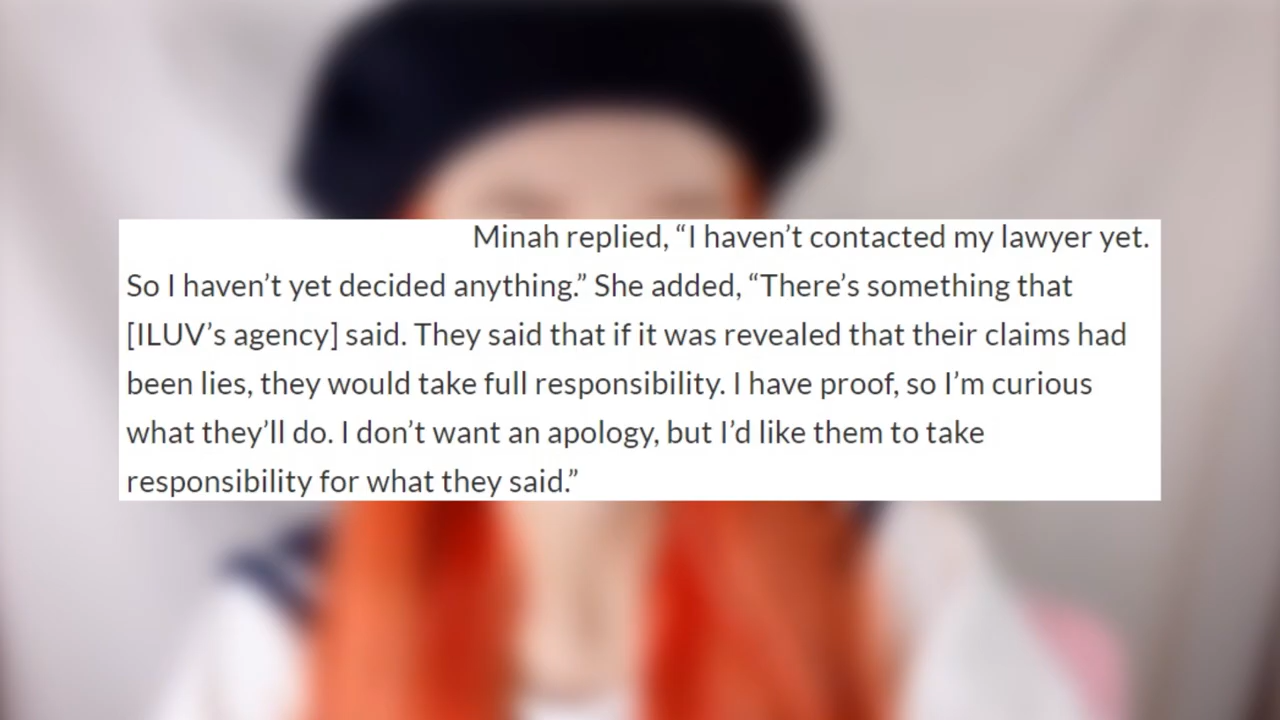 Minah replied, “I haven’t contacted my lawyer yet.
So I haven’t yet decided anything.” She added, “There’s something that
[ILUV’s agency] said. They said that if it was revealed that their claims had
been lies, they would take full responsibility. I have proof, so I’m curious
what they’ll do. I don’t want an apology, but I’d like them to take
responsibility for what they said.”